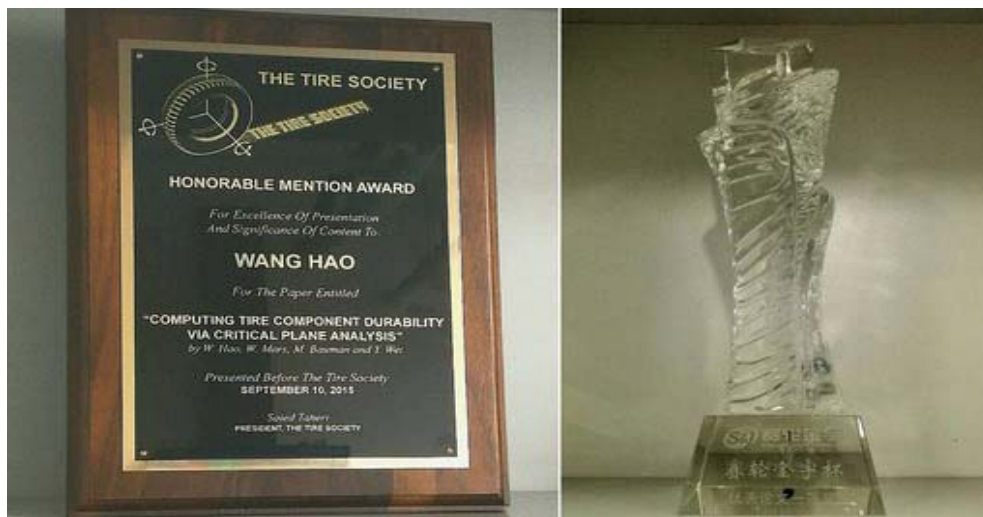 THE TIRE SOCIETY
THE TIRE SOCIETY
HONORABLE MENTION AWARD
For Excellence Of Presentation
And Significance Of Content To
WANG HAO
For The Paper Entitled
"COMPUTING TIRE COMPONENT DURABILITY
VIA CRITICAL PLANE ANALYSIS"
by W. Hao, W. Mars, M. Bauman and Y. Wei
Presented Before The Tire Society
SEPTEMBER 10, 2015
Saied Taheri
PRESIDENT, THE TIRE SOCIETY
赛轮金宇杯